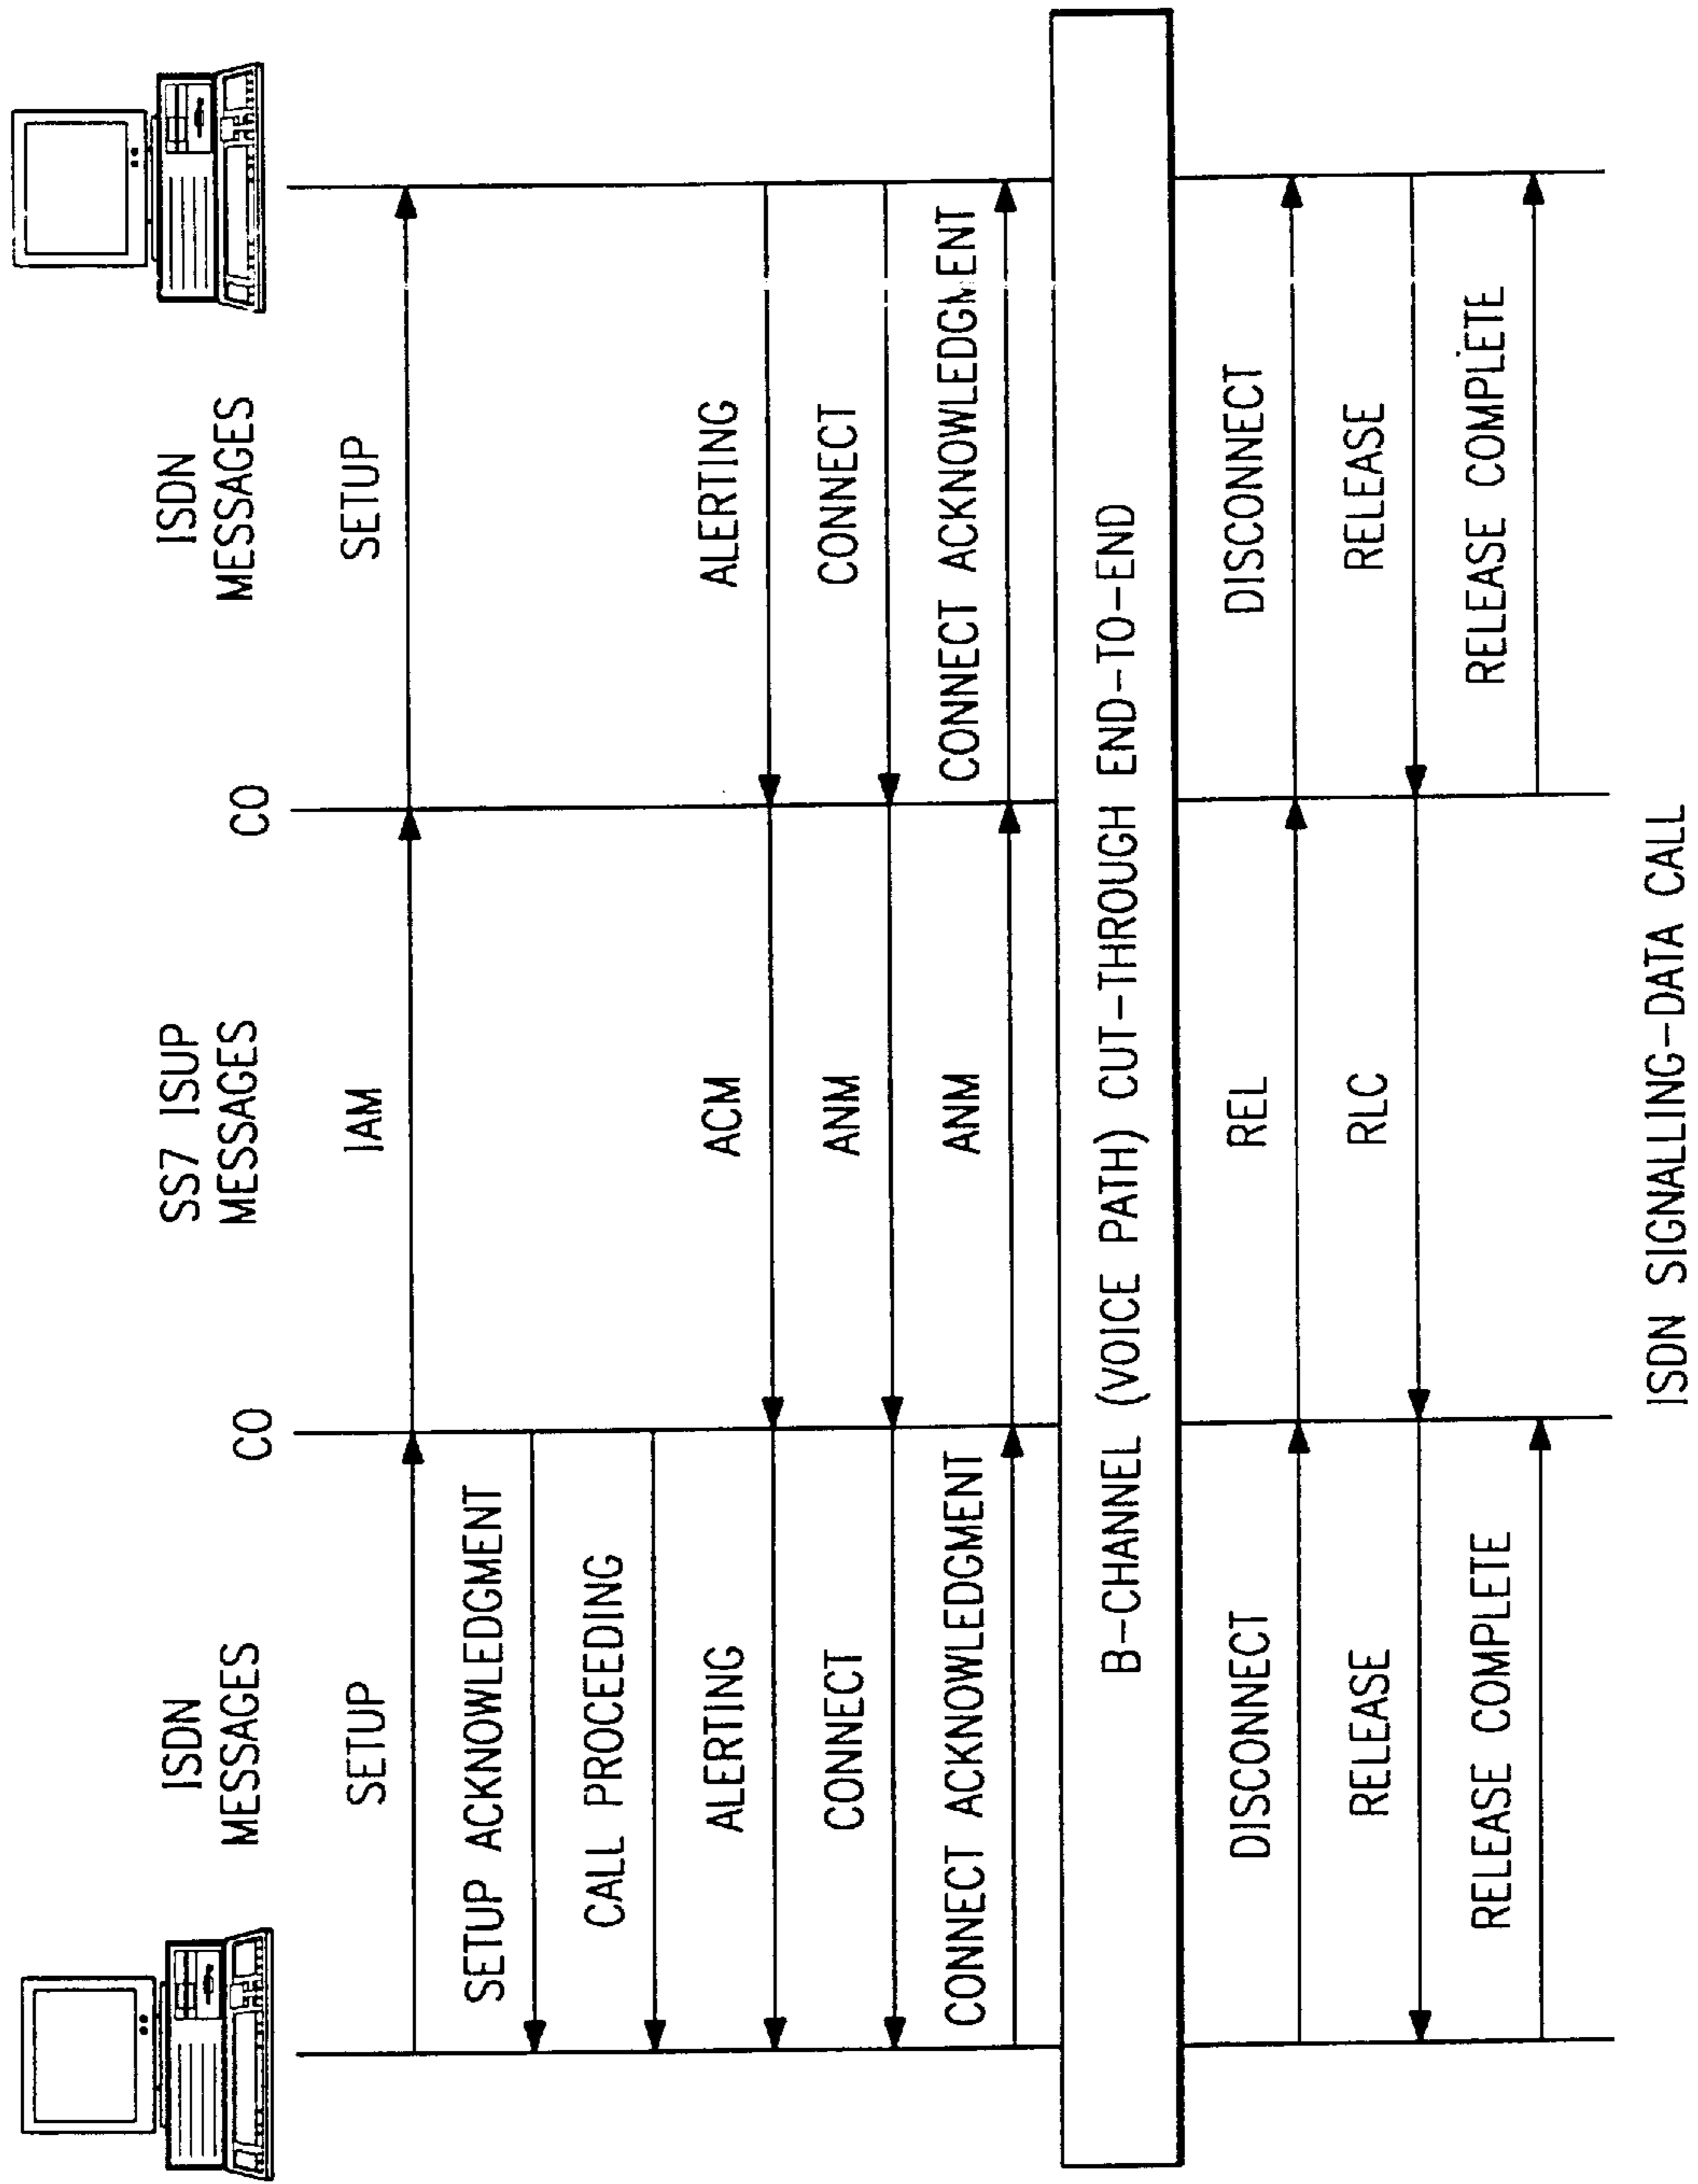 ISDN
MESSAGES
CO
SS7 ISUP
MESSAGES
CO
ISDN
MESSAGES
SETUP
IAM
SETUP
SETUP ACKNOWLEDGMENT
CALL PROCEEDING
ALERTING
ACM
ALERTING
CONNECT
ANM
CONNECT
CONNECT ACKNOWLEDGMENT
ANM
CONNECT ACKNOWLEDGMENT
B-CHANNEL (VOICE PATH) CUT-THROUGH END-TO-END
DISCONNECT
REL
DISCONNECT
RELEASE
RLC
RELEASE
RELEASE COMPLETE
RELEASE COMPLETE
ISDN SIGNALLING-DATA CALL